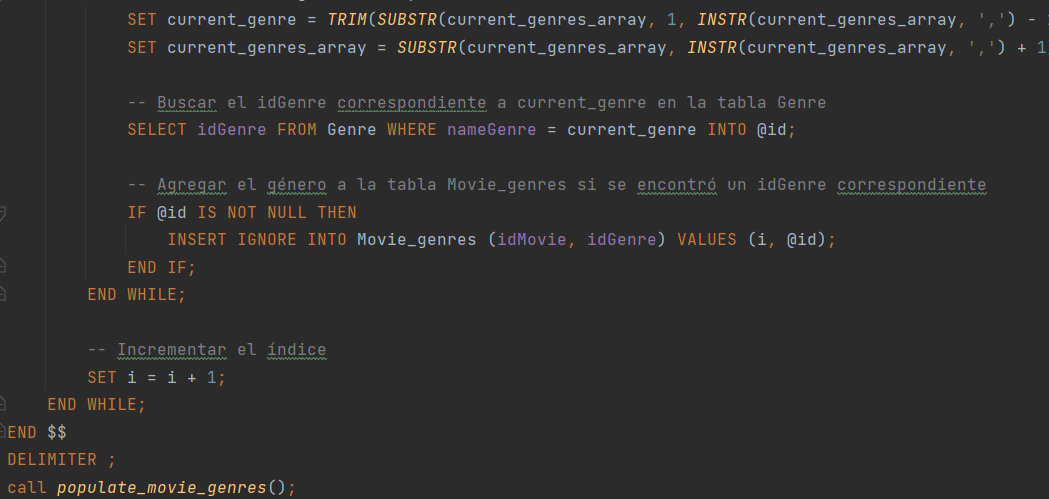 SET current_genre = TRIM(SUBSTR(current_genres_array, 1, INSTR(current_genres_array, ',') -
SET current_genres_array = SUBSTR(current_genres_array, INSTR(current_genres_array, ',') + 1
-- Buscar el idGenre correspondiente a current_genre en la tabla Genre
SELECT idGenre FROM Genre WHERE nameGenre = current_genre INTO @id;
-- Agregar el género a la tabla Movie_genres si se encontró un idGenre correspondiente
IF @id IS NOT NULL THEN
INSERT IGNORE INTO Movie_genres (idMovie, idGenre) VALUES (i, @id);
END IF;
END WHILE;
-- Incrementar el índice
SET i = i + 1;
END WHILE;
END $$
DELIMITER ;
call populate_movie_genres();